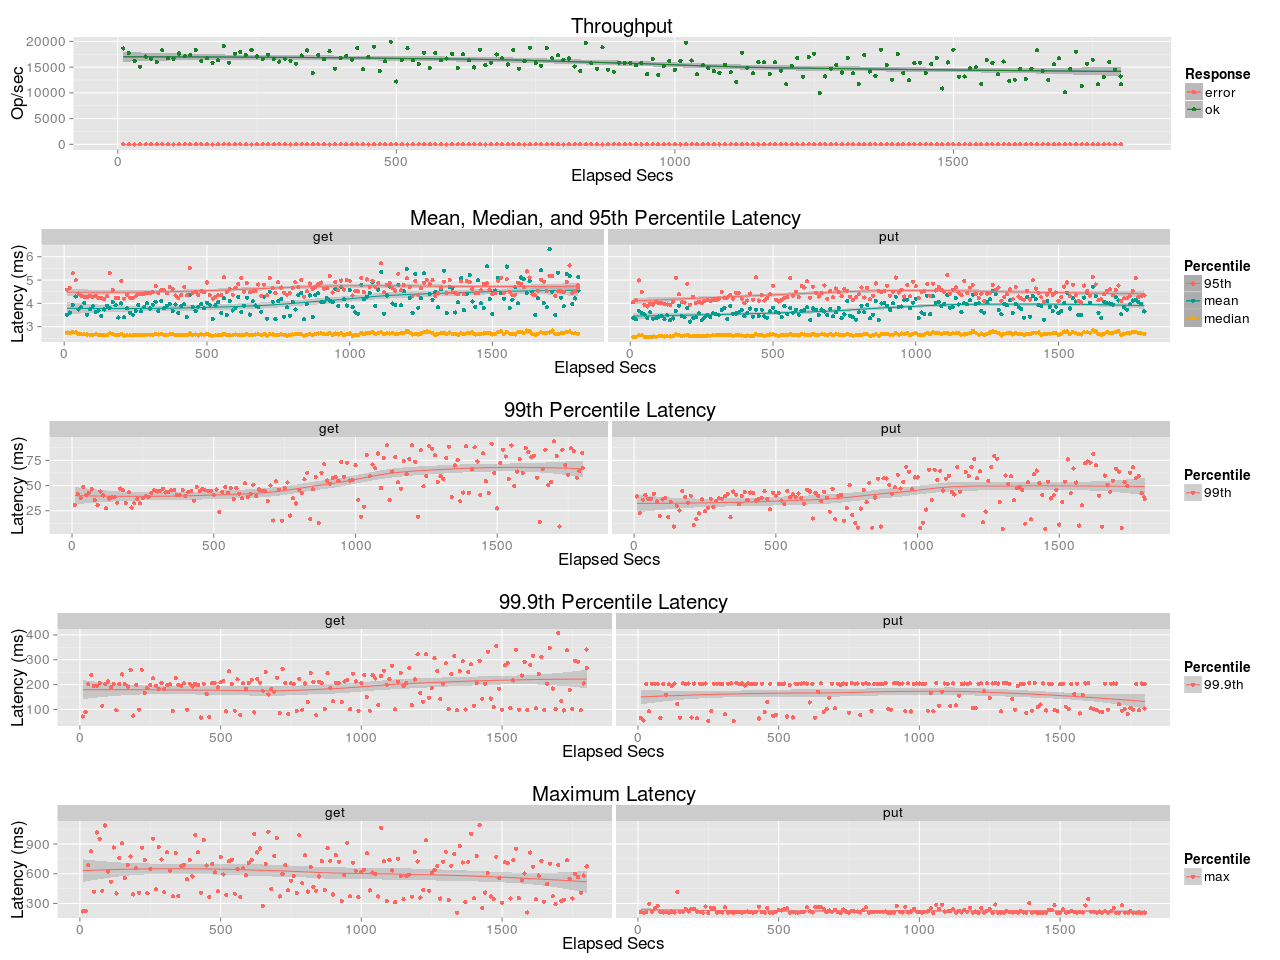 Throughput
Op/sec
20000
15000
10000
5000
0
0 500 1000 1500
Elapsed Secs
Response
error
ok
Mean, Median, and 95th Percentile Latency
get put
Latency (ms)
6
5
4
3
0 500 1000 1500 0 500 1000 1500
Elapsed Secs
Percentile
95th
mean
median
99th Percentile Latency
get put
Latency (ms)
75
50
25
0 500 1000 1500 0 500 1000 1500
Elapsed Secs
Percentile
99th
99.9th Percentile Latency
get put
Latency (ms)
400
300
200
100
0 500 1000 1500 0 500 1000 1500
Elapsed Secs
Percentile
99.9th
Maximum Latency
get put
Latency (ms)
900
600
300
0 500 1000 1500 0 500 1000 1500
Elapsed Secs
Percentile
max